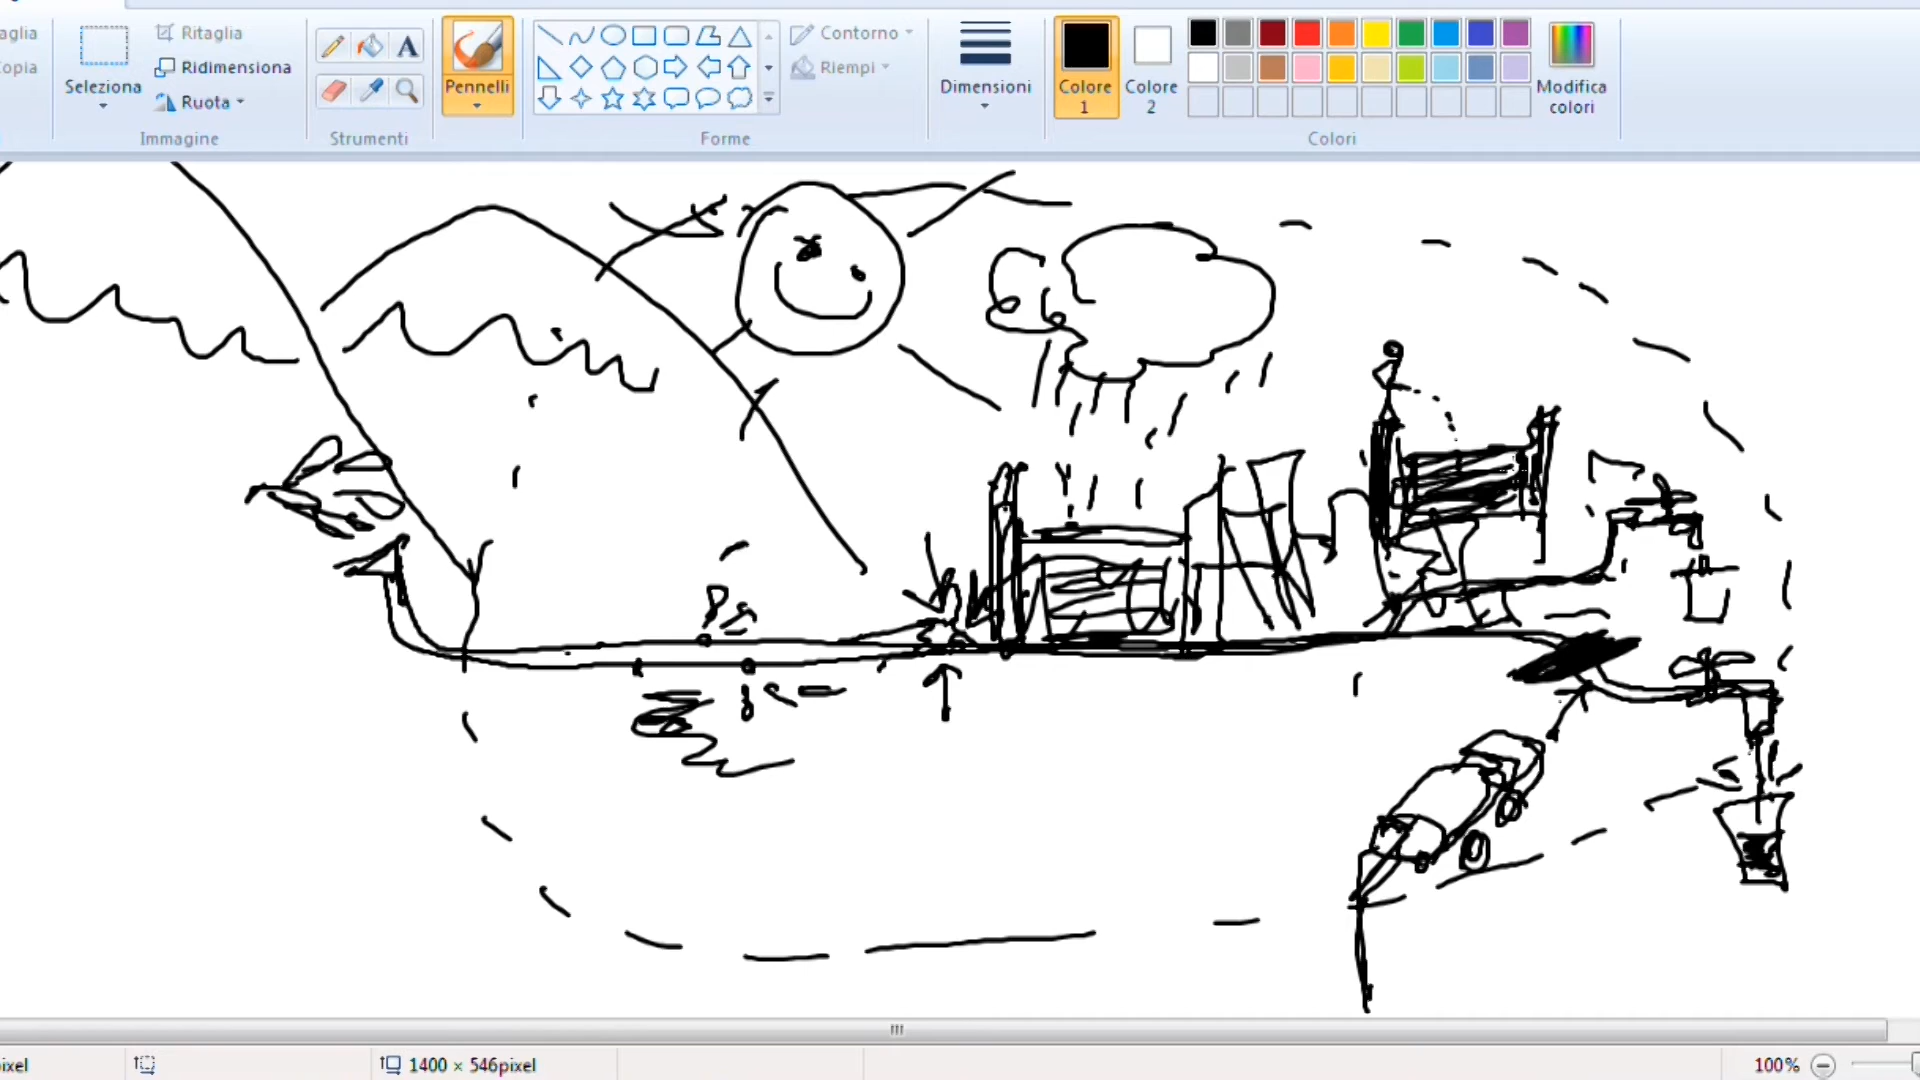 aglia
opia
Seleziona
Ritaglia
Ridimensiona
Ruota
Immagine
A
Strumenti
Pennelli
Forme
Contorno
Riempi
Dimensioni
Colore
1
Colore
2
Colori
Modifica
colori
ixel
1400 × 546pixel
100%